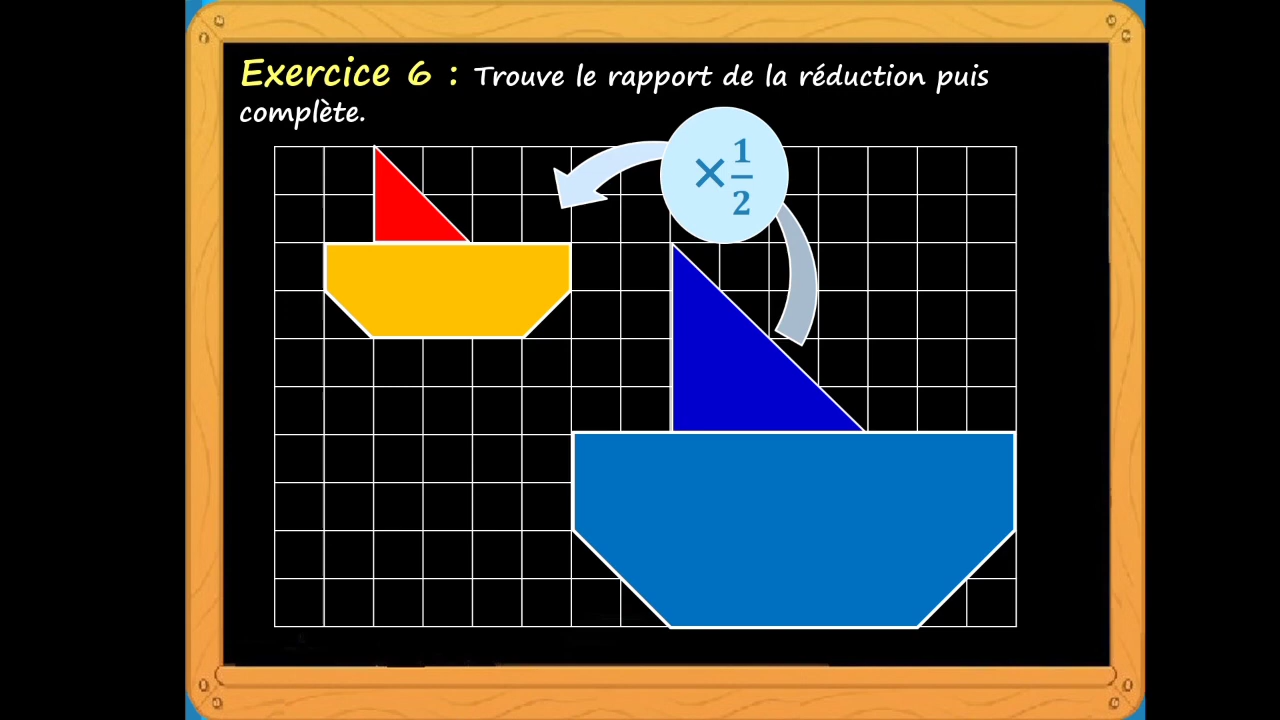 Exercice 6 : Trouve le rapport de la réduction puis
complète.
×1/2